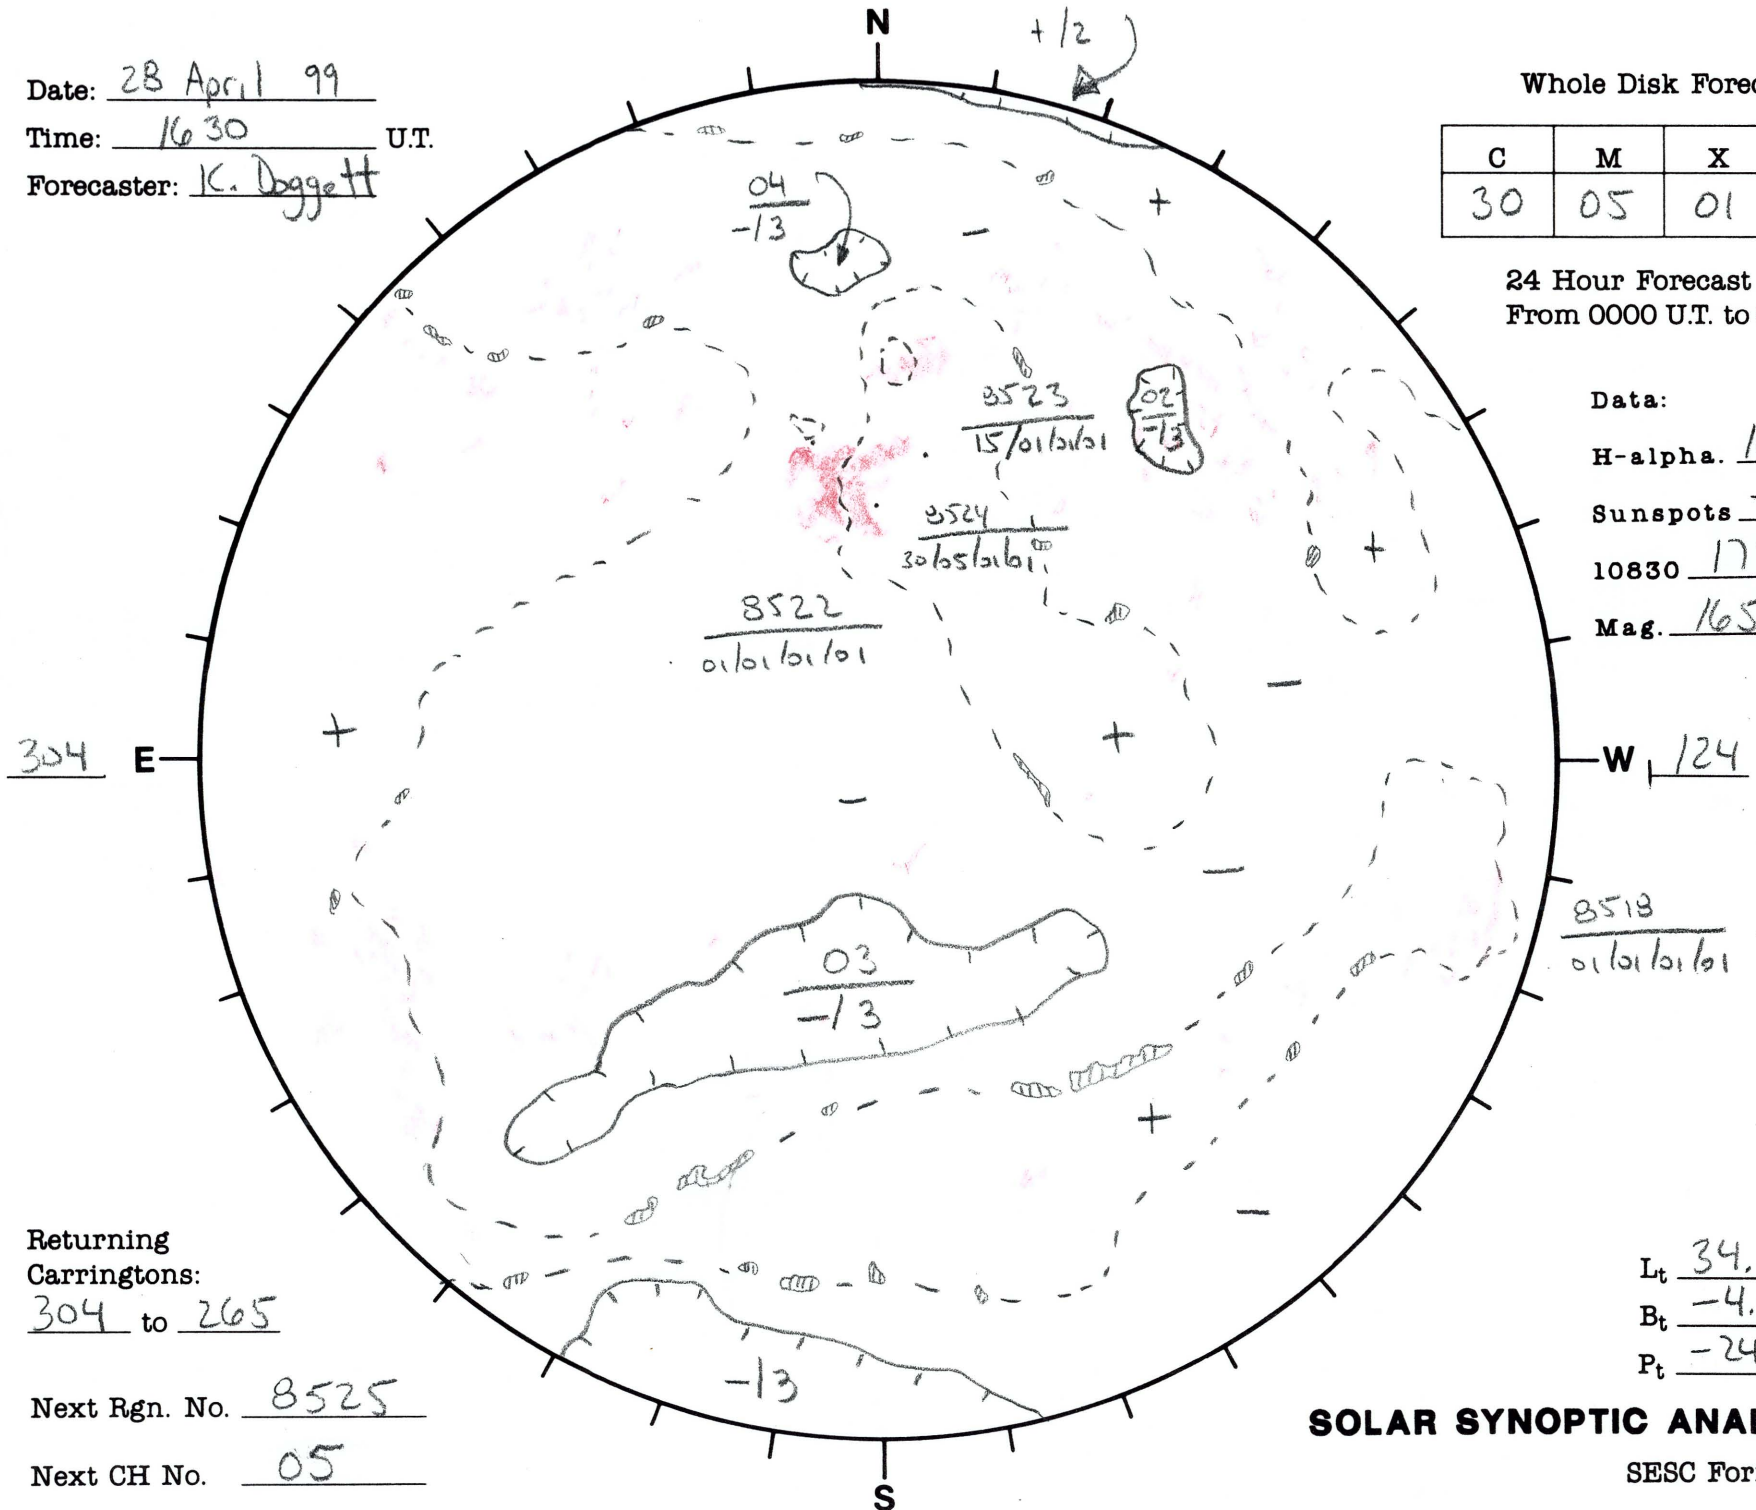 N
+/2
Date: 28 April 99
Time: 1630 U.T.
Forecaster: K. Doggett
Whole Disk Forec
C M X
30 05 01
04
-/3
24 Hour Forecast
From 0000 U.T. to
+
-
8523
15/01/01/01
02
-/3
Data:
H-alpha. 1
Sunspots
10830 17
Mag. 165
8524
30/05/01/01
+
8522
01/01/01/01
-
+
+
304 E
W 124
-
-
8518
01/01/01/01
03
-/3
+
-
Returning
Carringtons:
304 to 265
Lt 34.
Bt -4.
Pt -24
-13
Next Rgn. No. 8525
Next CH No. 05
SOLAR SYNOPTIC ANAL
SESC For
S